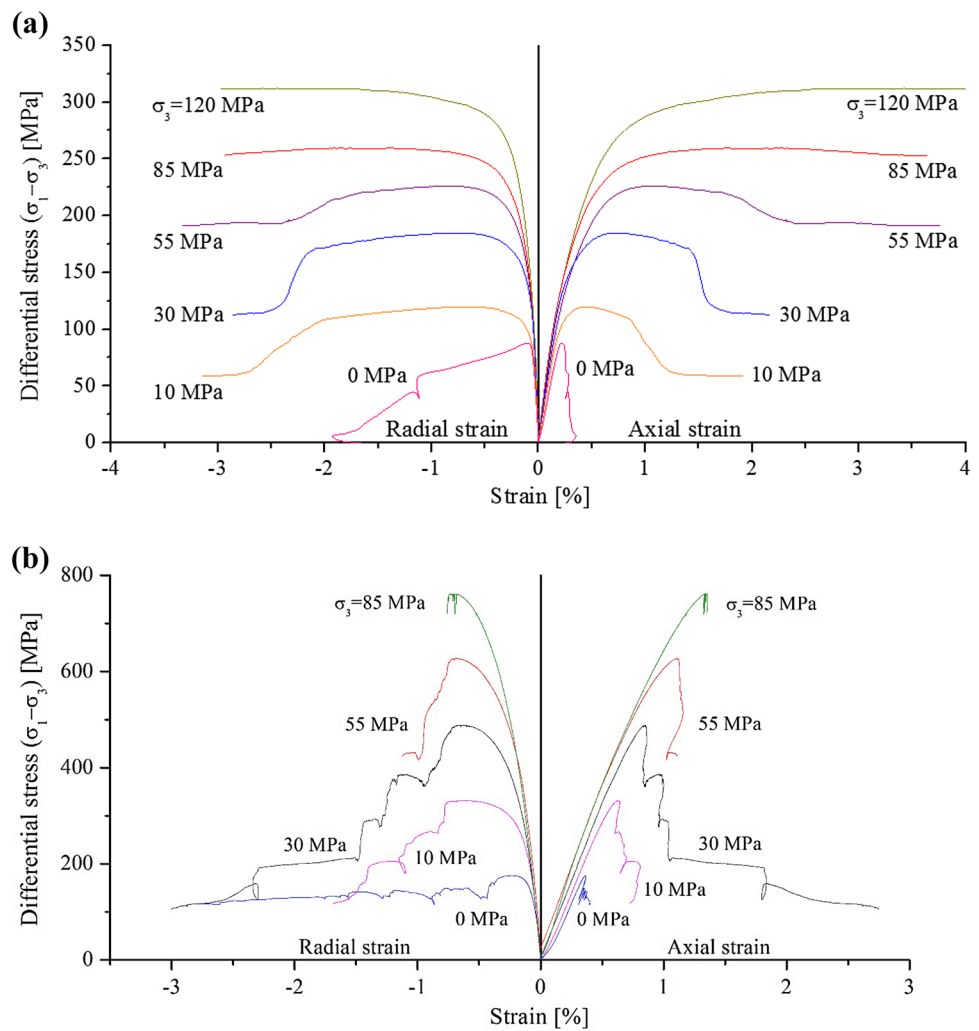 (a)
350
300
250
200
150
100
50
0
Differential stress (σ₁−σ₃) [MPa]
σ₃=120 MPa
σ₃=120 MPa
85 MPa
85 MPa
55 MPa
55 MPa
30 MPa
30 MPa
0 MPa
0 MPa
10 MPa
10 MPa
Radial strain
Axial strain
-4 -3 -2 -1 0 1 2 3 4
Strain [%]
(b)
800
600
400
200
0
Differential stress (σ₁−σ₃) [MPa]
σ₃=85 MPa
σ₃=85 MPa
55 MPa
55 MPa
30 MPa
30 MPa
10 MPa
10 MPa
0 MPa
0 MPa
Radial strain
Axial strain
-3 -2 -1 0 1 2 3
Strain [%]